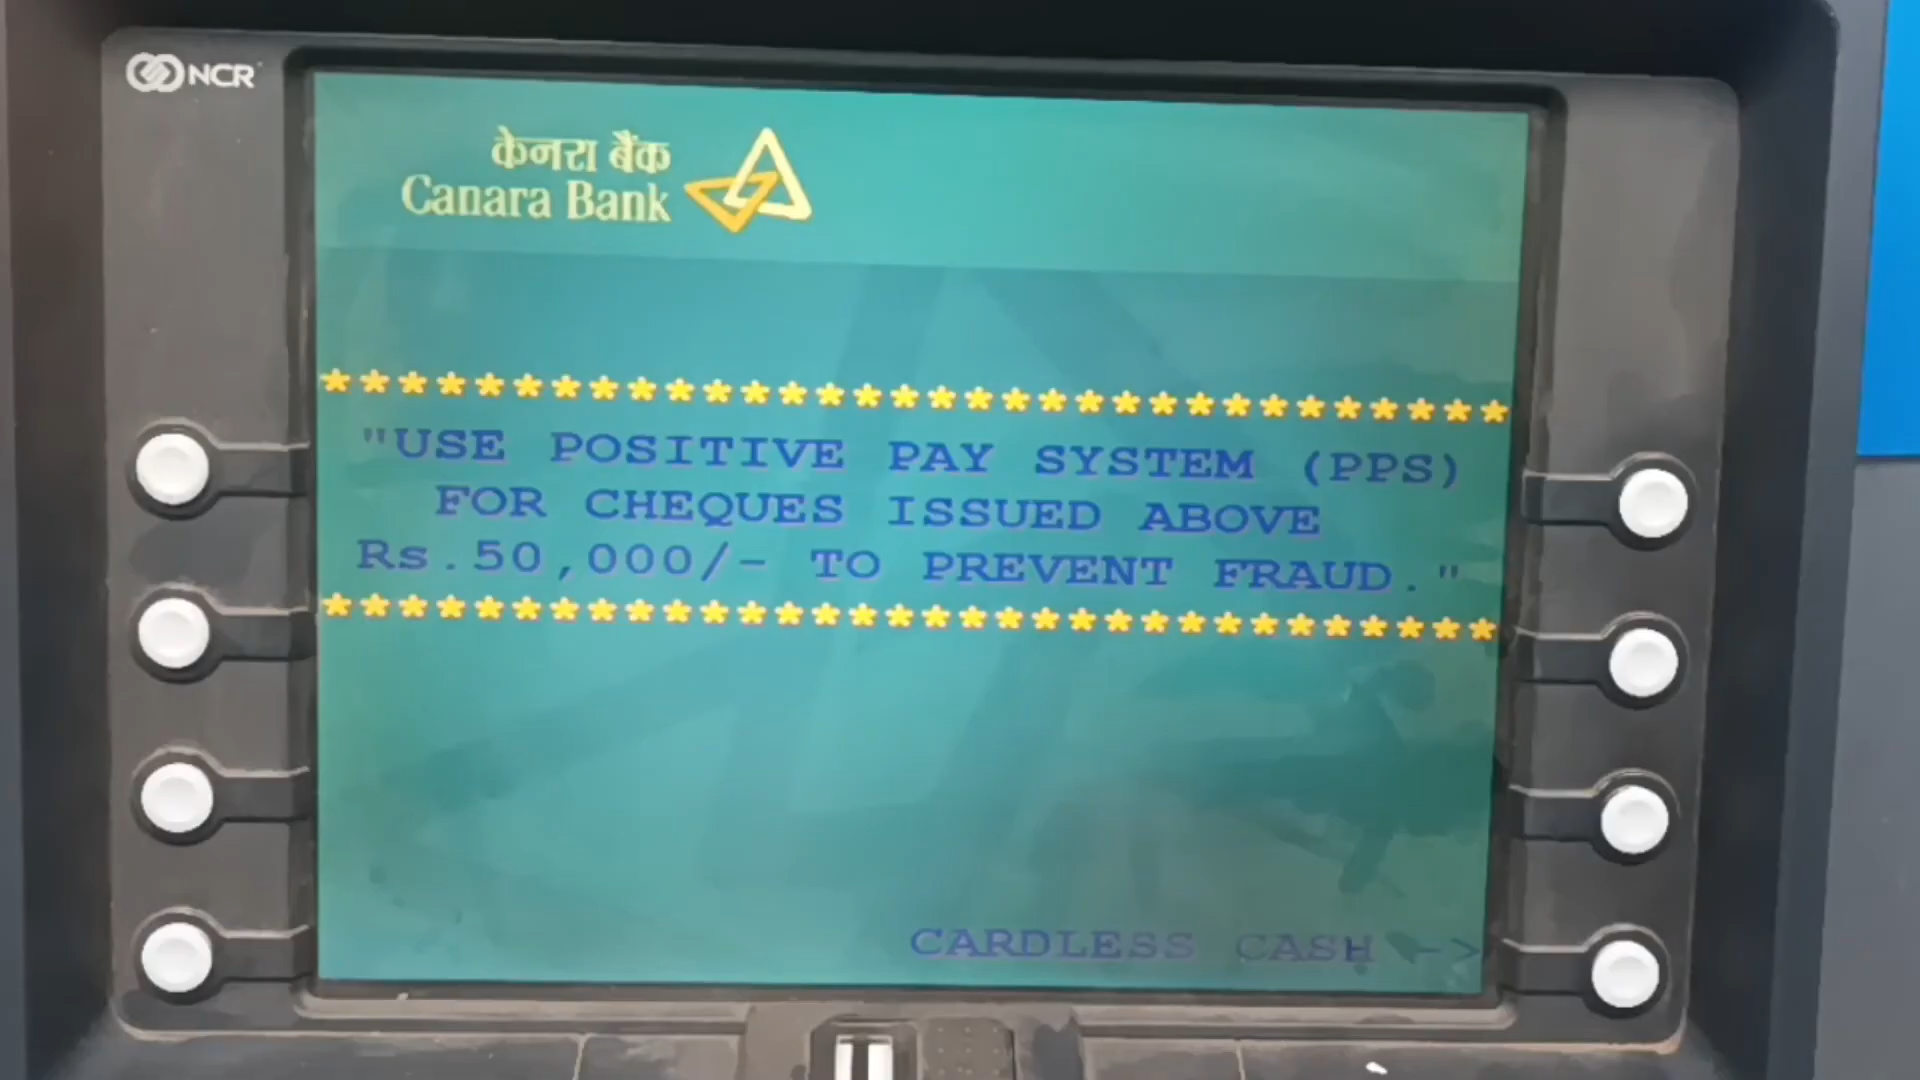 NCR
केनरा बैंक
Canara Bank
********************************
"USE POSITIVE PAY SYSTEM (PPS)
FOR CHEQUES ISSUED ABOVE
Rs.50,000/- TO PREVENT FRAUD."
********************************
CARDLESS CASH -->